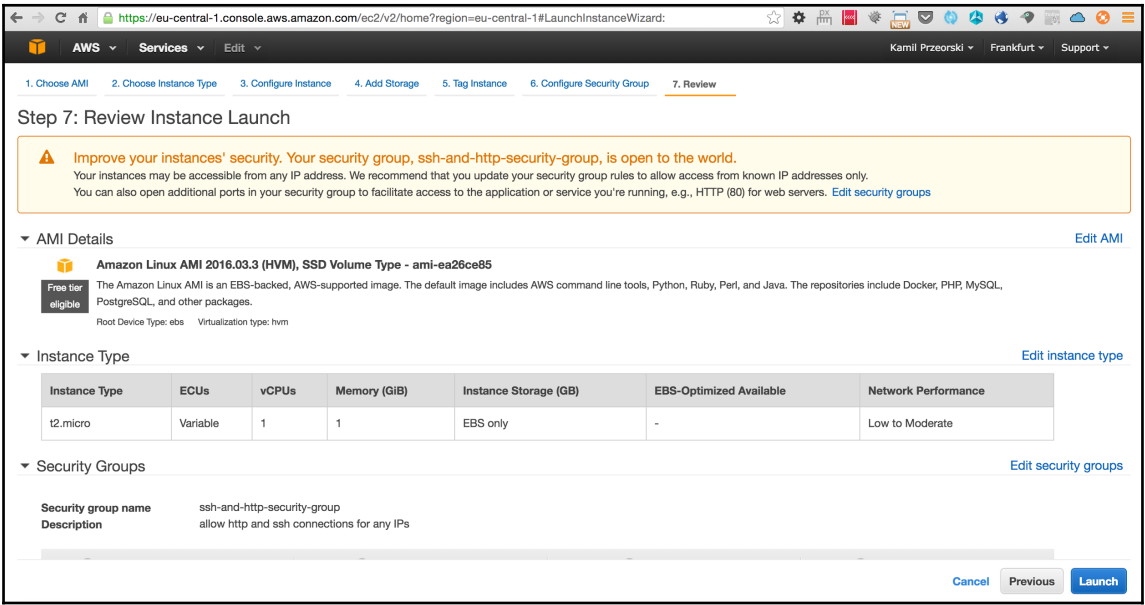 https://eu-central-1.console.aws.amazon.com/ec2/v2/home?region=eu-central-1#LaunchInstanceWizard:
NEW
AWS Services Edit Kamil Przeorski Frankfurt Support
1. Choose AMI 2. Choose Instance Type 3. Configure Instance 4. Add Storage 5. Tag Instance 6. Configure Security Group 7. Review
Step 7: Review Instance Launch
Improve your instances' security. Your security group, ssh-and-http-security-group, is open to the world.
Your instances may be accessible from any IP address. We recommend that you update your security group rules to allow access from known IP addresses only.
You can also open additional ports in your security group to facilitate access to the application or service you're running, e.g., HTTP (80) for web servers. Edit security groups
AMI Details Edit AMI
Amazon Linux AMI 2016.03.3 (HVM), SSD Volume Type - ami-ea26ce85
Free tier eligible
The Amazon Linux AMI is an EBS-backed, AWS-supported image. The default image includes AWS command line tools, Python, Ruby, Perl, and Java. The repositories include Docker, PHP, MySQL,
PostgreSQL, and other packages.
Root Device Type: ebs Virtualization type: hvm
Instance Type Edit instance type
Instance Type ECUs vCPUs Memory (GiB) Instance Storage (GB) EBS-Optimized Available Network Performance
t2.micro Variable 1 1 EBS only - Low to Moderate
Security Groups Edit security groups
Security group name ssh-and-http-security-group
Description allow http and ssh connections for any IPs
Cancel Previous Launch